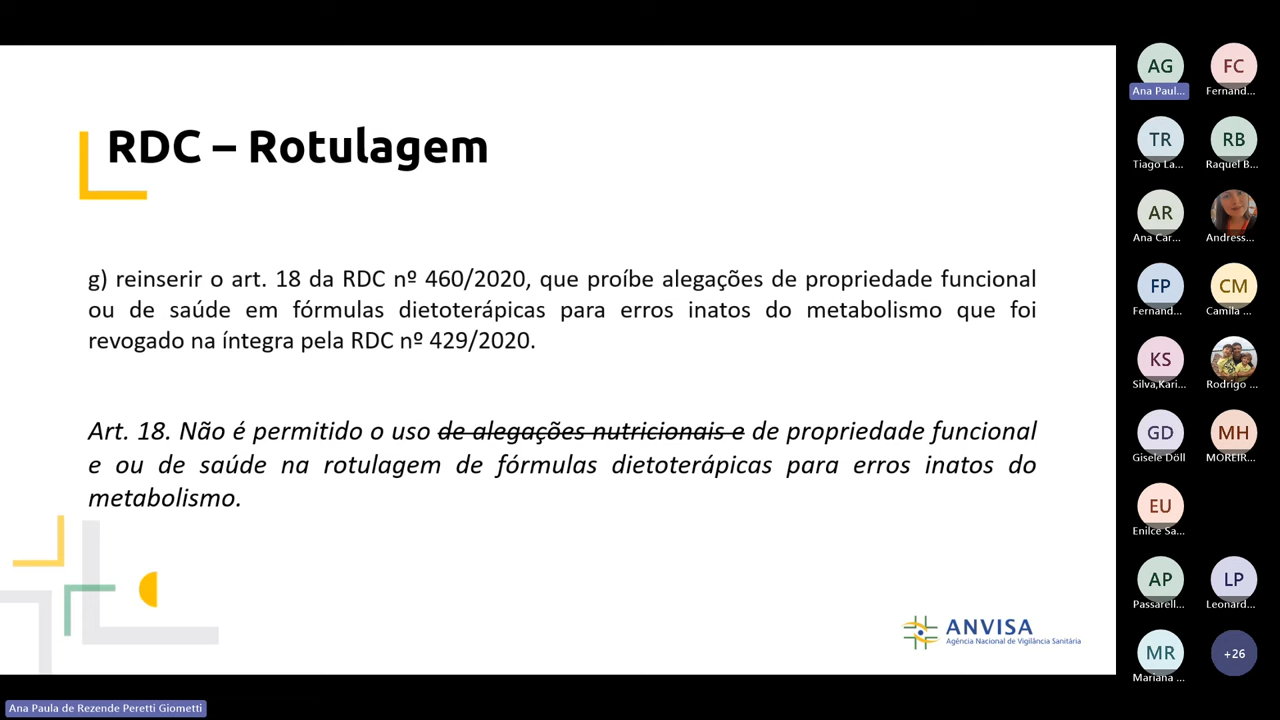 RDC – Rotulagem
g) reinserir o art. 18 da RDC nº 460/2020, que proíbe alegações de propriedade funcional
ou de saúde em fórmulas dietoterápicas para erros inatos do metabolismo que foi
revogado na íntegra pela RDC nº 429/2020.
Art. 18. Não é permitido o uso de alegações nutricionais e de propriedade funcional
e ou de saúde na rotulagem de fórmulas dietoterápicas para erros inatos do
metabolismo.
ANVISA
Agência Nacional de Vigilância Sanitária
AG FC
Ana Paul... Fernand...
TR RB
Tiago La... Raquel B...
AR
Ana Car... Andress...
FP CM
Fernand... Camila ...
KS
Silva,Kari... Rodrigo ...
GD MH
Gisele Döll MOREIR...
EU
Enilce Sa...
AP LP
Passarell... Leonard...
MR +26
Mariana ...
Ana Paula de Rezende Peretti Giometti